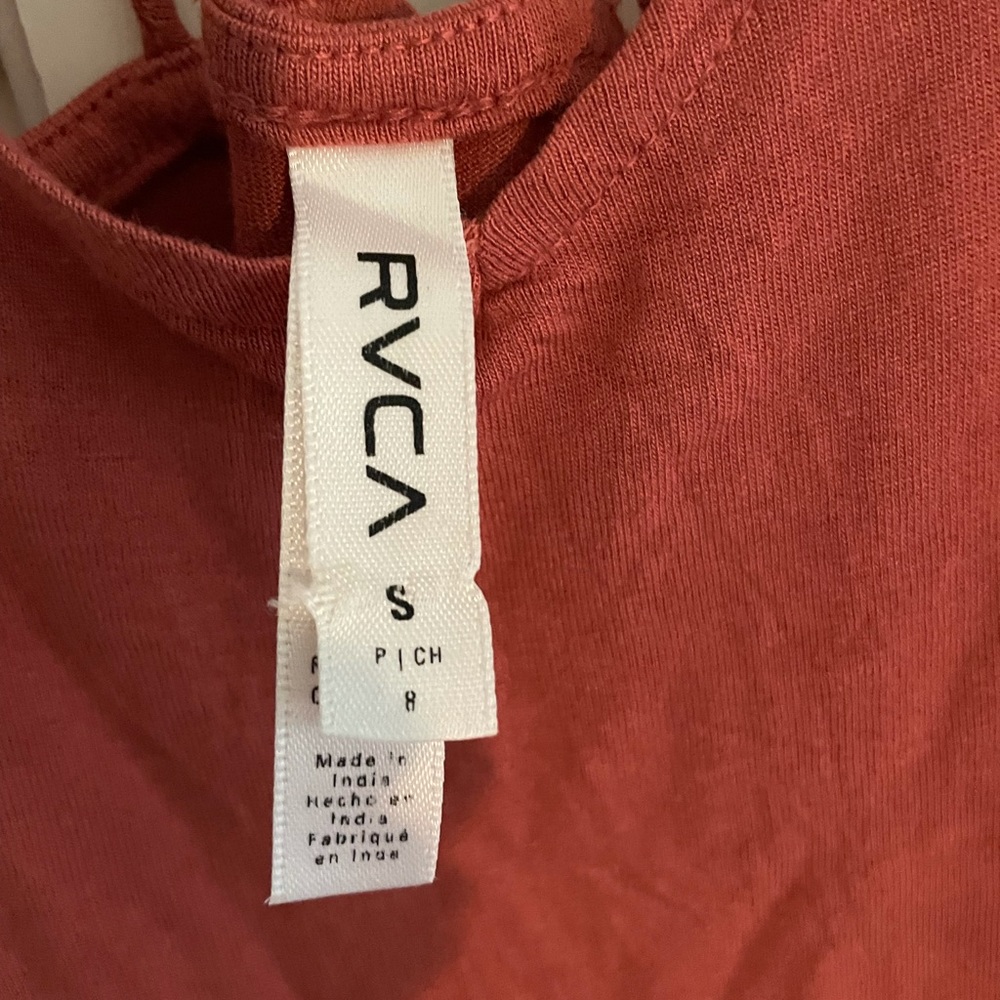 RVCA
S
P | CH
8
Made in
India
Hecho en
India
Fabriqué
en Inde